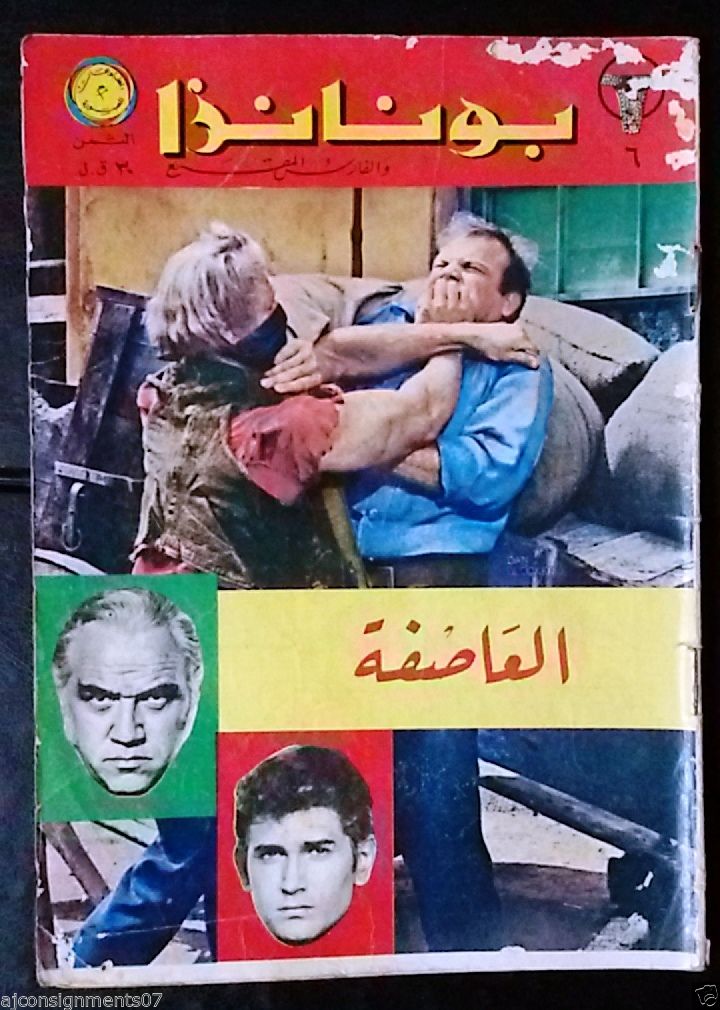 بونانزا
والفارس المقنع
٦
الثمن
٣٠ ق.ل
العاصفة
ajconsignments07